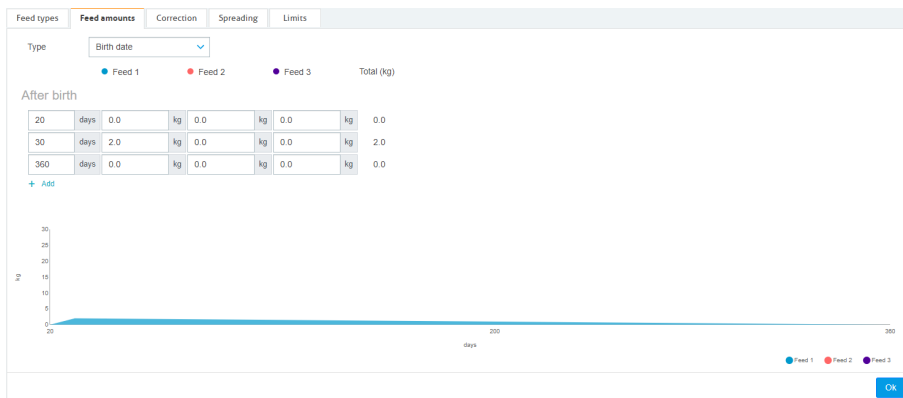 Feed types Feed amounts Correction Spreading Limits
Type Birth date
Feed 1 Feed 2 Feed 3 Total (kg)
After birth
20 days 0.0 kg 0.0 kg 0.0 kg 0.0
30 days 2.0 kg 0.0 kg 0.0 kg 2.0
360 days 0.0 kg 0.0 kg 0.0 kg 0.0
+ Add
30
25
20
15
10
5
0
kg
20 200 360
days
Feed 1 Feed 2 Feed 3
Ok